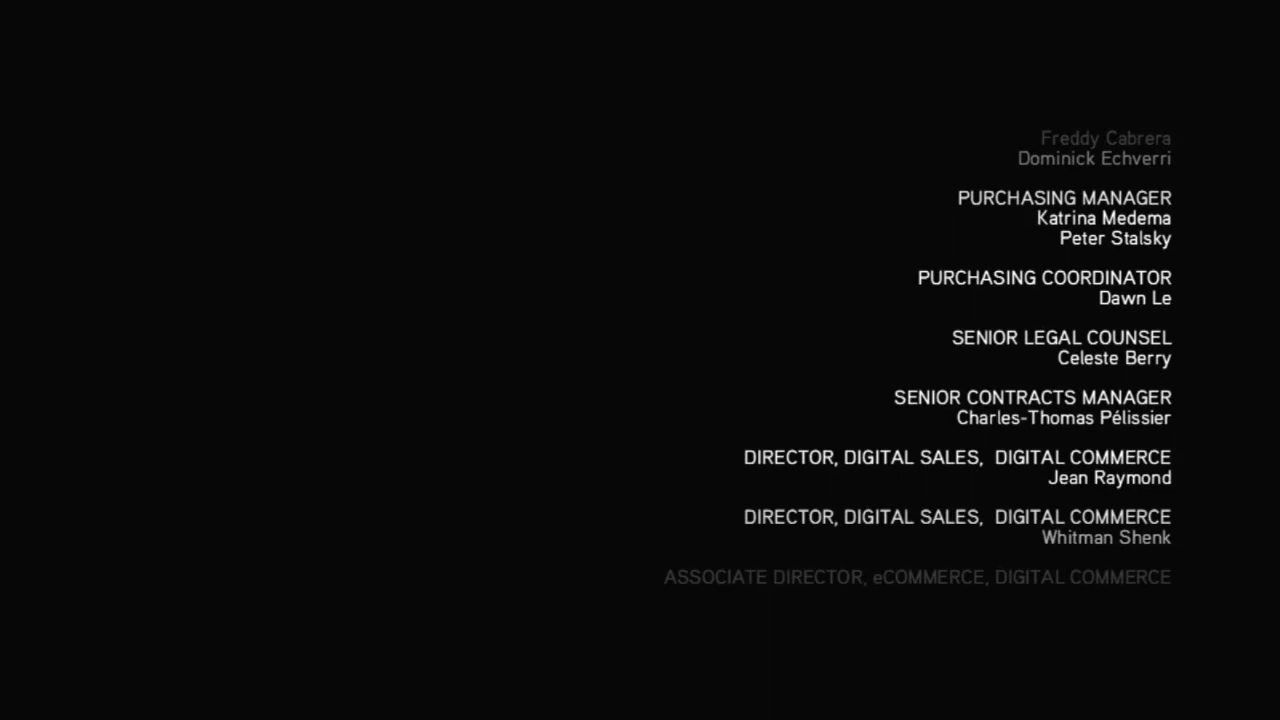 Freddy Cabrera
Dominick Echverri
PURCHASING MANAGER
Katrina Medema
Peter Stalsky
PURCHASING COORDINATOR
Dawn Le
SENIOR LEGAL COUNSEL
Celeste Berry
SENIOR CONTRACTS MANAGER
Charles-Thomas Pélissier
DIRECTOR, DIGITAL SALES,  DIGITAL COMMERCE
Jean Raymond
DIRECTOR, DIGITAL SALES,  DIGITAL COMMERCE
Whitman Shenk
ASSOCIATE DIRECTOR, eCOMMERCE, DIGITAL COMMERCE